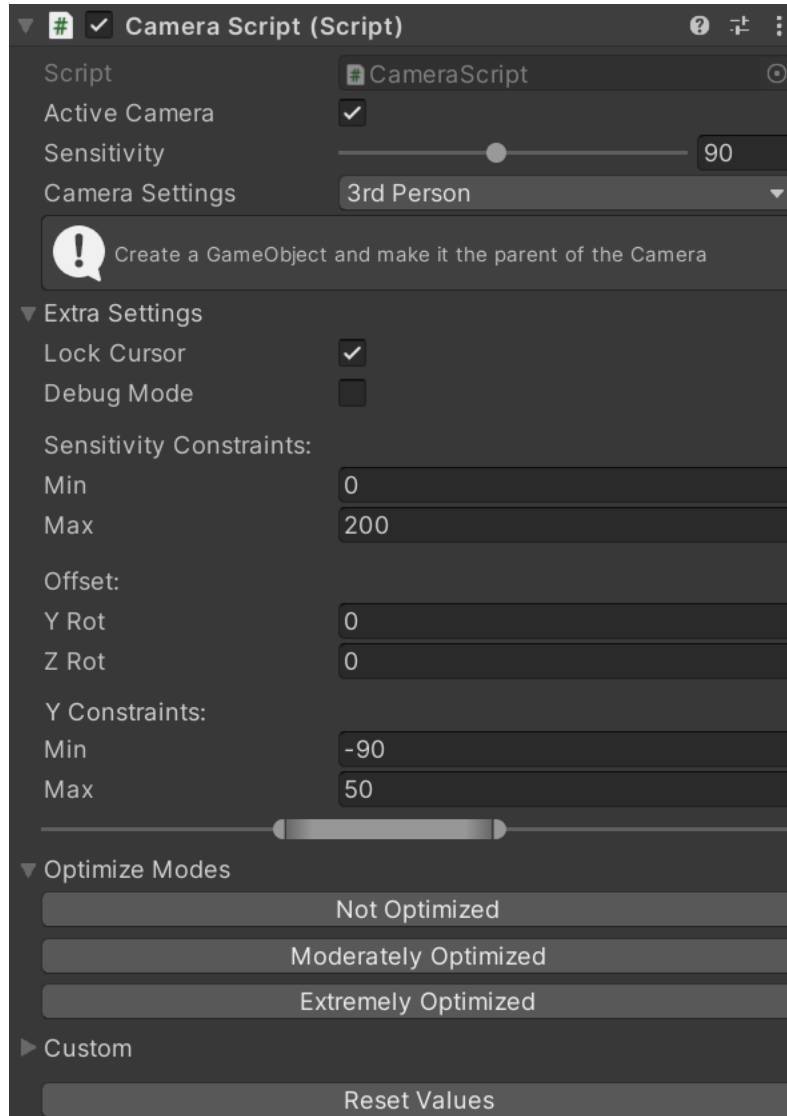 Camera Script (Script)
Script # CameraScript
Active Camera
Sensitivity 90
Camera Settings 3rd Person
Create a GameObject and make it the parent of the Camera
Extra Settings
Lock Cursor
Debug Mode
Sensitivity Constraints:
Min 0
Max 200
Offset:
Y Rot 0
Z Rot 0
Y Constraints:
Min -90
Max 50
Optimize Modes
Not Optimized
Moderately Optimized
Extremely Optimized
Custom
Reset Values